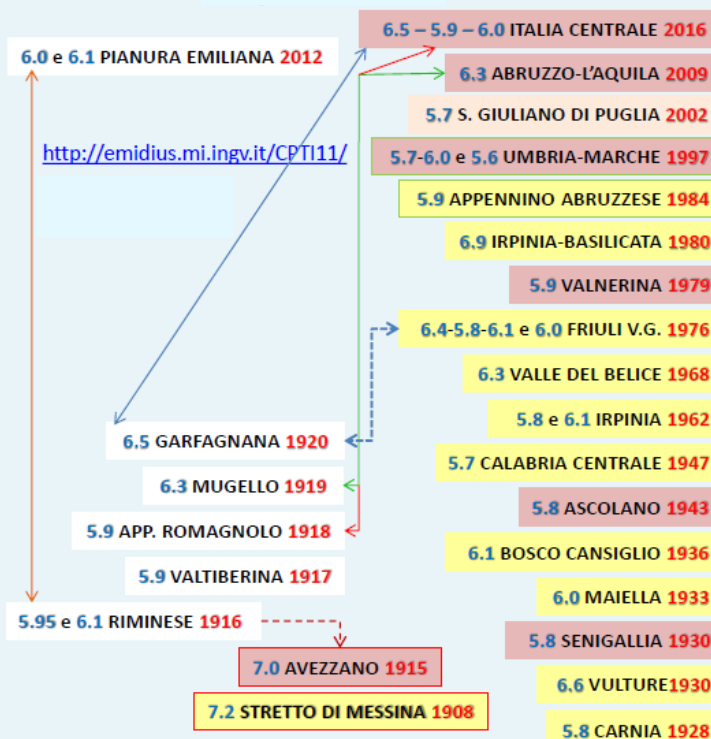 6.5 – 5.9 – 6.0 ITALIA CENTRALE 2016
6.0 e 6.1 PIANURA EMILIANA 2012
6.3 ABRUZZO-L'AQUILA 2009
5.7 S. GIULIANO DI PUGLIA 2002
http://emidius.mi.ingv.it/CPTI11/
5.7-6.0 e 5.6 UMBRIA-MARCHE 1997
5.9 APPENNINO ABRUZZESE 1984
6.9 IRPINIA-BASILICATA 1980
5.9 VALNERINA 1979
6.4-5.8-6.1 e 6.0 FRIULI V.G. 1976
6.3 VALLE DEL BELICE 1968
5.8 e 6.1 IRPINIA 1962
6.5 GARFAGNANA 1920
5.7 CALABRIA CENTRALE 1947
6.3 MUGELLO 1919
5.8 ASCOLANO 1943
5.9 APP. ROMAGNOLO 1918
6.1 BOSCO CANSIGLIO 1936
5.9 VALTIBERINA 1917
6.0 MAIELLA 1933
5.95 e 6.1 RIMINESE 1916
5.8 SENIGALLIA 1930
7.0 AVEZZANO 1915
6.6 VULTURE1930
7.2 STRETTO DI MESSINA 1908
5.8 CARNIA 1928